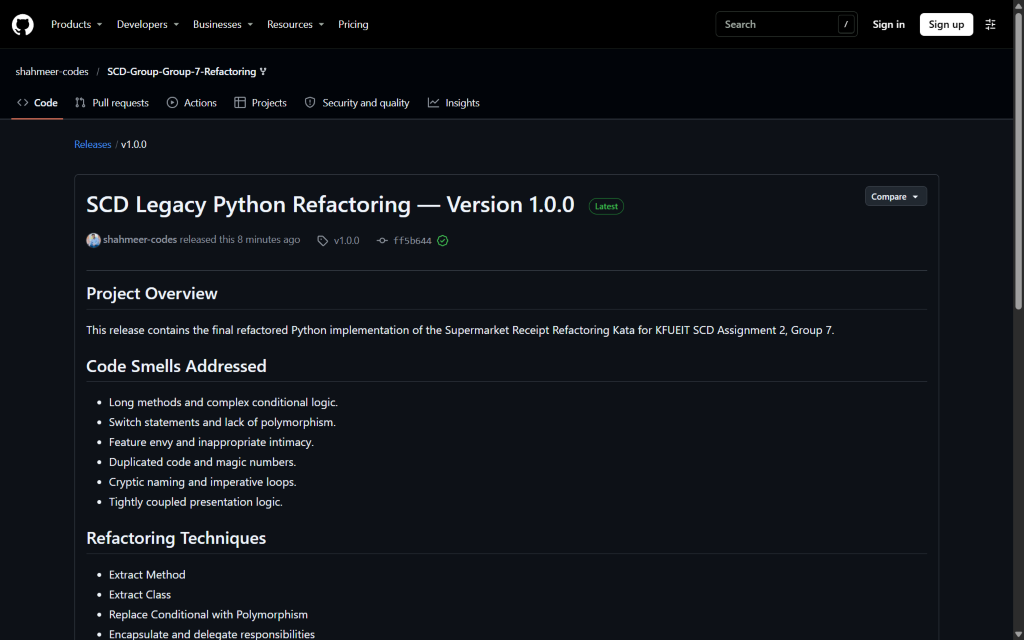 Products Developers Businesses Resources Pricing Search / Sign in Sign up
shahmeer-codes / SCD-Group-Group-7-Refactoring
Code Pull requests Actions Projects Security and quality Insights
Releases / v1.0.0
SCD Legacy Python Refactoring — Version 1.0.0 Latest Compare
shahmeer-codes released this 8 minutes ago v1.0.0 ff5b644
Project Overview
This release contains the final refactored Python implementation of the Supermarket Receipt Refactoring Kata for KFUEIT SCD Assignment 2, Group 7.
Code Smells Addressed
Long methods and complex conditional logic.
Switch statements and lack of polymorphism.
Feature envy and inappropriate intimacy.
Duplicated code and magic numbers.
Cryptic naming and imperative loops.
Tightly coupled presentation logic.
Refactoring Techniques
Extract Method
Extract Class
Replace Conditional with Polymorphism
Encapsulate and delegate responsibilities